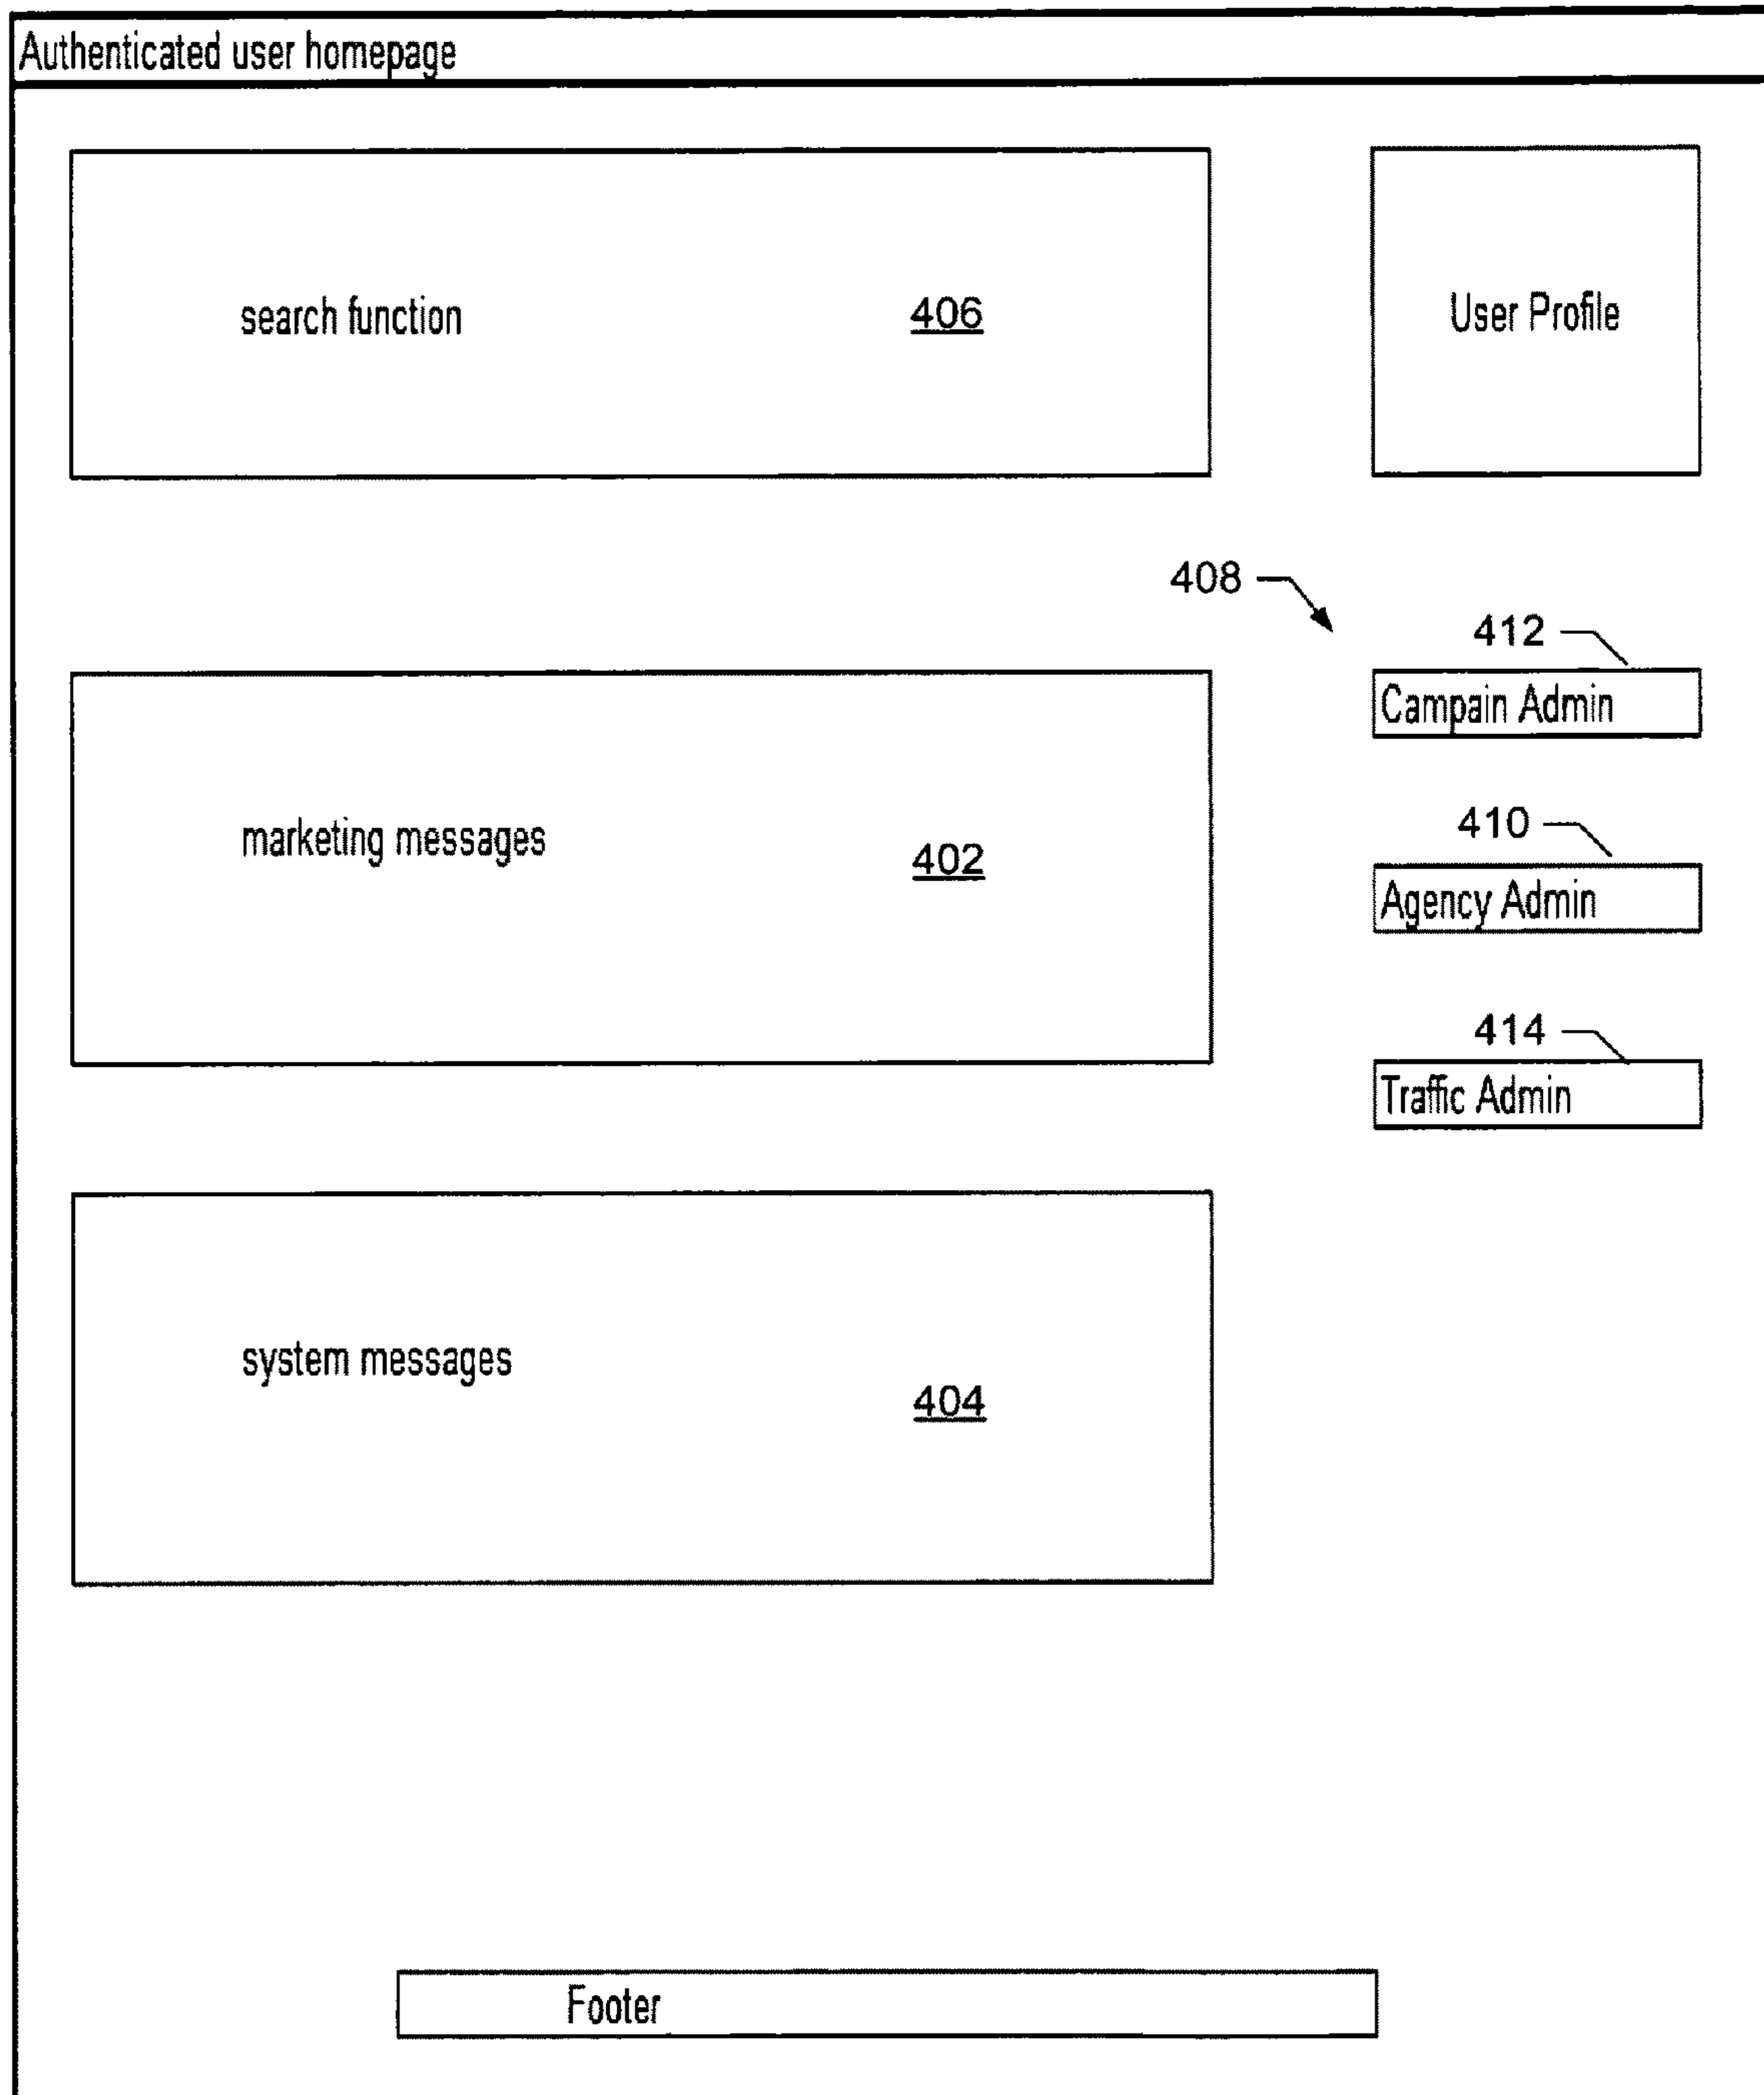 Authenticated user homepage
search function 406
User Profile
408
412
Campain Admin
marketing messages 402
410
Agency Admin
414
Traffic Admin
system messages 404
Footer